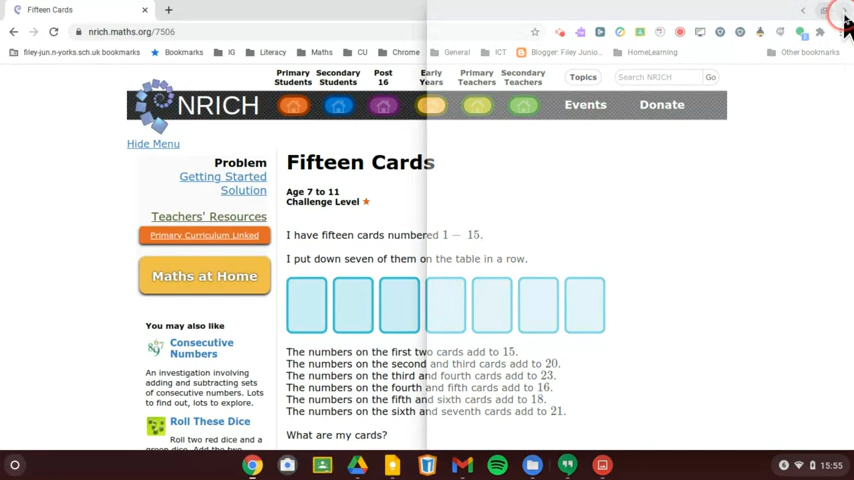 Fifteen Cards
nrich.maths.org/7506
filey-jun.n-yorks.sch.uk bookmarks Bookmarks IG Literacy Maths CU Chrome General ICT Blogger: Filey Junio... HomeLearning Other bookmarks
Primary Students Secondary Students Post 16 Early Years Primary Teachers Secondary Teachers Topics Search NRICH Go
NRICH Events Donate
Hide Menu
Problem
Getting Started
Solution
Teachers' Resources
Primary Curriculum Linked
Maths at Home
You may also like
Consecutive
Numbers
An investigation involving
adding and subtracting sets
of consecutive numbers. Lots
to find out, lots to explore.
Roll These Dice
Roll two red dice and a
green dice. Add the two
Fifteen Cards
Age 7 to 11
Challenge Level
I have fifteen cards numbered 1 − 15.
I put down seven of them on the table in a row.
The numbers on the first two cards add to 15.
The numbers on the second and third cards add to 20.
The numbers on the third and fourth cards add to 23.
The numbers on the fourth and fifth cards add to 16.
The numbers on the fifth and sixth cards add to 18.
The numbers on the sixth and seventh cards add to 21.
What are my cards?
15:55